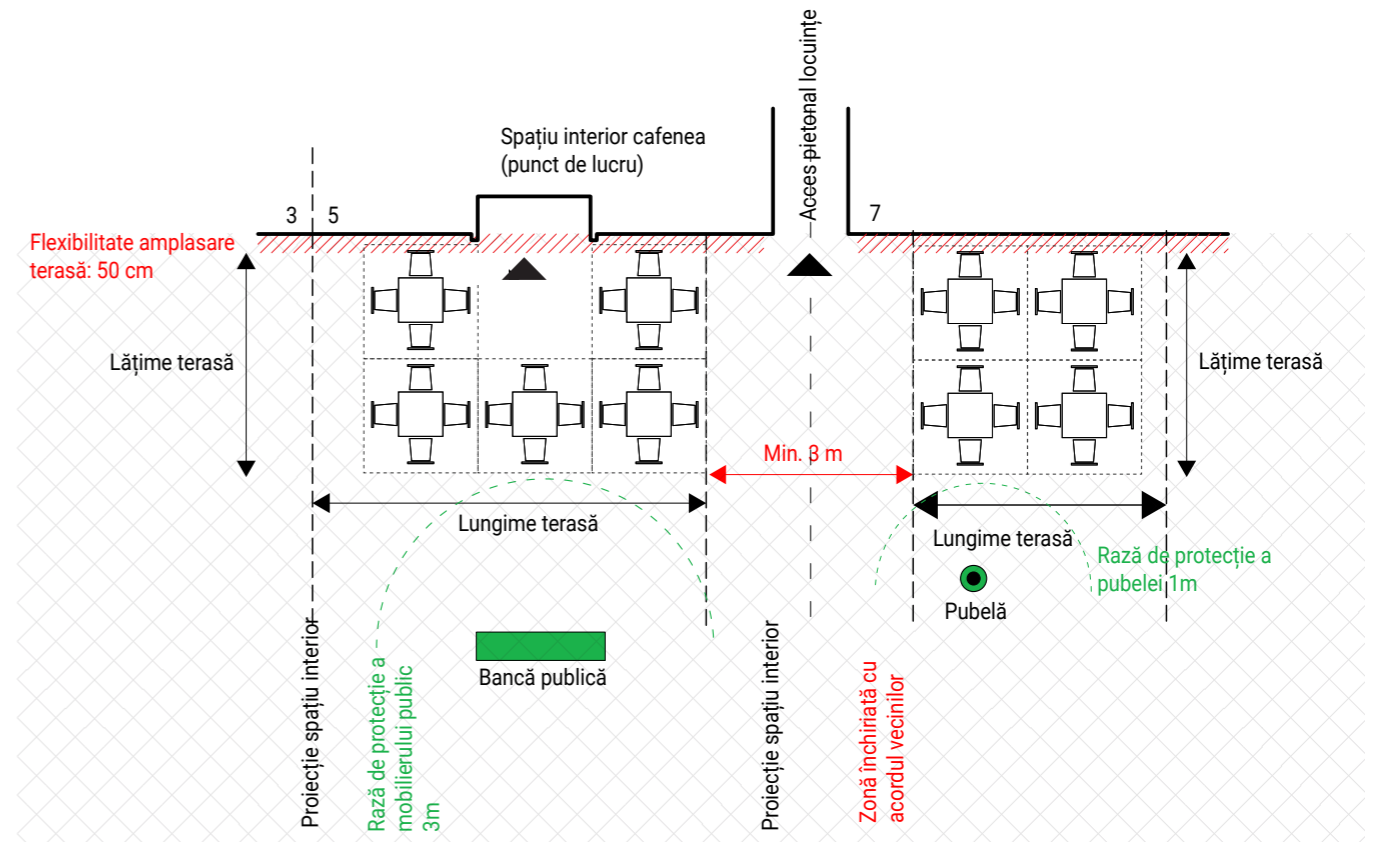 Acces pietonal locuințe
Spațiu interior cafenea
(punct de lucru)
3
5
7
Flexibilitate amplasare
terasă: 50 cm
Lățime terasă
Lățime terasă
Min. 3 m
Lungime terasă
Lungime terasă
Rază de protecție a
pubelei 1m
Pubelă
Bancă publică
Proiecție spațiu interior
Rază de protecție a
mobilierului public
3m
Proiecție spațiu interior
Zonă închiriată cu
acordul vecinilor